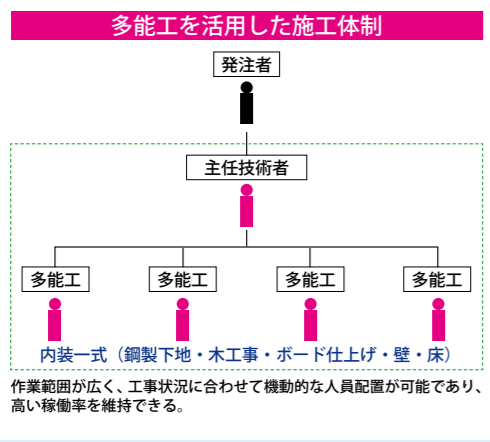 多能工を活用した施工体制
発注者
主任技術者
多能工 多能工 多能工 多能工
内装一式（鋼製下地・木工事・ボード仕上げ・壁・床）
作業範囲が広く、工事状況に合わせて機動的な人員配置が可能であり、
高い稼働率を維持できる。